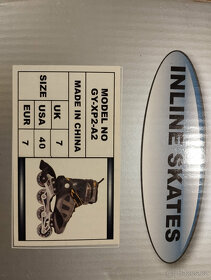 INLINE SKATES
MODEL NO
GY-XP2-A2
MADE IN CHINA
UK 7
SIZE USA 40
EUR 7